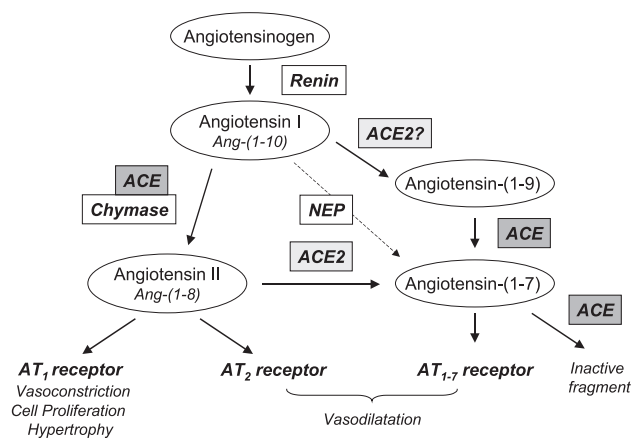 Angiotensinogen
Renin
Angiotensin I
Ang-(1-10)
ACE2?
ACE
Chymase
NEP
Angiotensin-(1-9)
ACE
ACE2
Angiotensin II
Ang-(1-8)
Angiotensin-(1-7)
ACE
AT1 receptor
Vasoconstriction
Cell Proliferation
Hypertrophy
AT2 receptor
AT1-7 receptor
Vasodilatation
Inactive
fragment